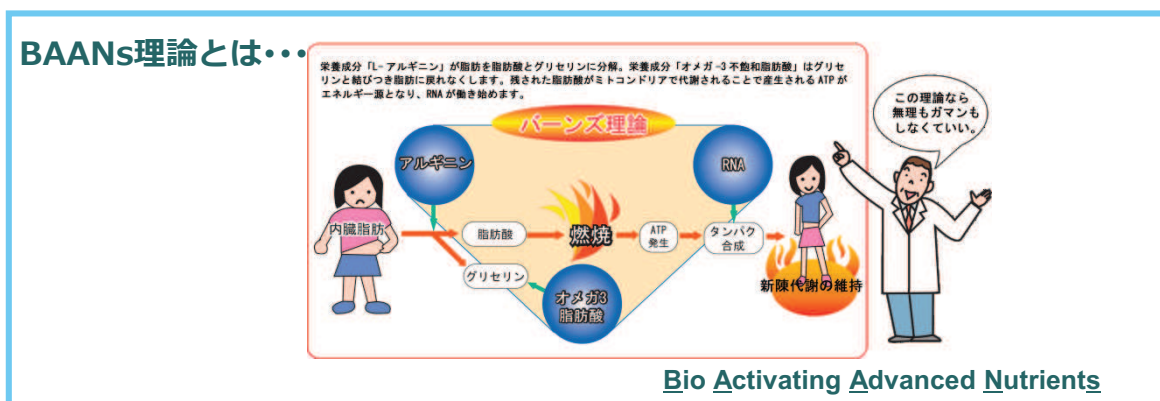 BAANs理論とは・・・
栄養成分「L-アルギニン」が脂肪を脂肪酸とグリセリンに分解。栄養成分「オメガ-3不飽和脂肪酸」はグリセ
リンと結びつき脂肪に戻れなくします。残された脂肪酸がミトコンドリアで代謝されることで産生されるATPが
エネルギー源となり、RNAが働き始めます。
バーンズ理論
この理論なら
無理もガマンも
しなくていい。
アルギニン
RNA
内臓脂肪
脂肪酸
燃焼
ATP
発生
タンパク
合成
グリセリン
オメガ3
脂肪酸
新陳代謝の維持
Bio Activating Advanced Nutrients